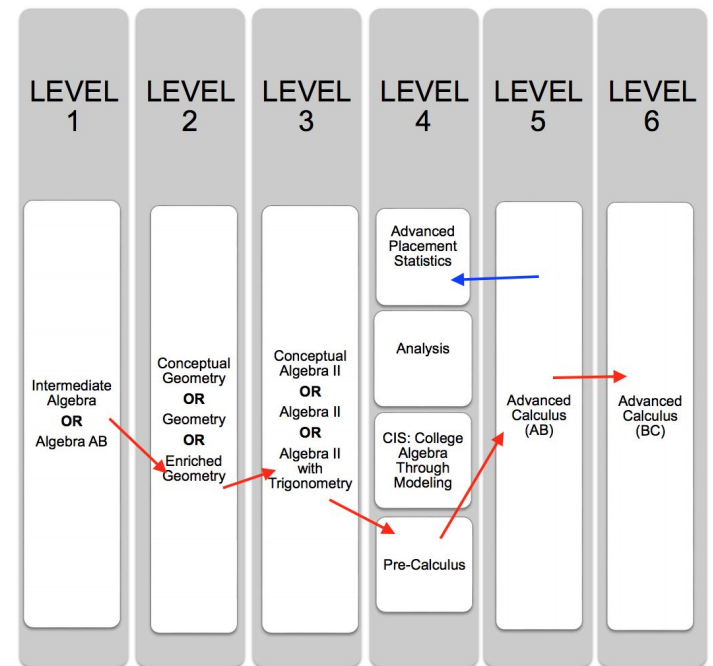 LEVEL
1
LEVEL
2
LEVEL
3
LEVEL
4
LEVEL
5
LEVEL
6
Intermediate
Algebra
OR
Algebra AB
Conceptual
Geometry
OR
Geometry
OR
Enriched
Geometry
Conceptual
Algebra II
OR
Algebra II
OR
Algebra II
with
Trigonometry
Advanced
Placement
Statistics
Analysis
CIS: College
Algebra
Through
Modeling
Pre-Calculus
Advanced
Calculus
(AB)
Advanced
Calculus
(BC)